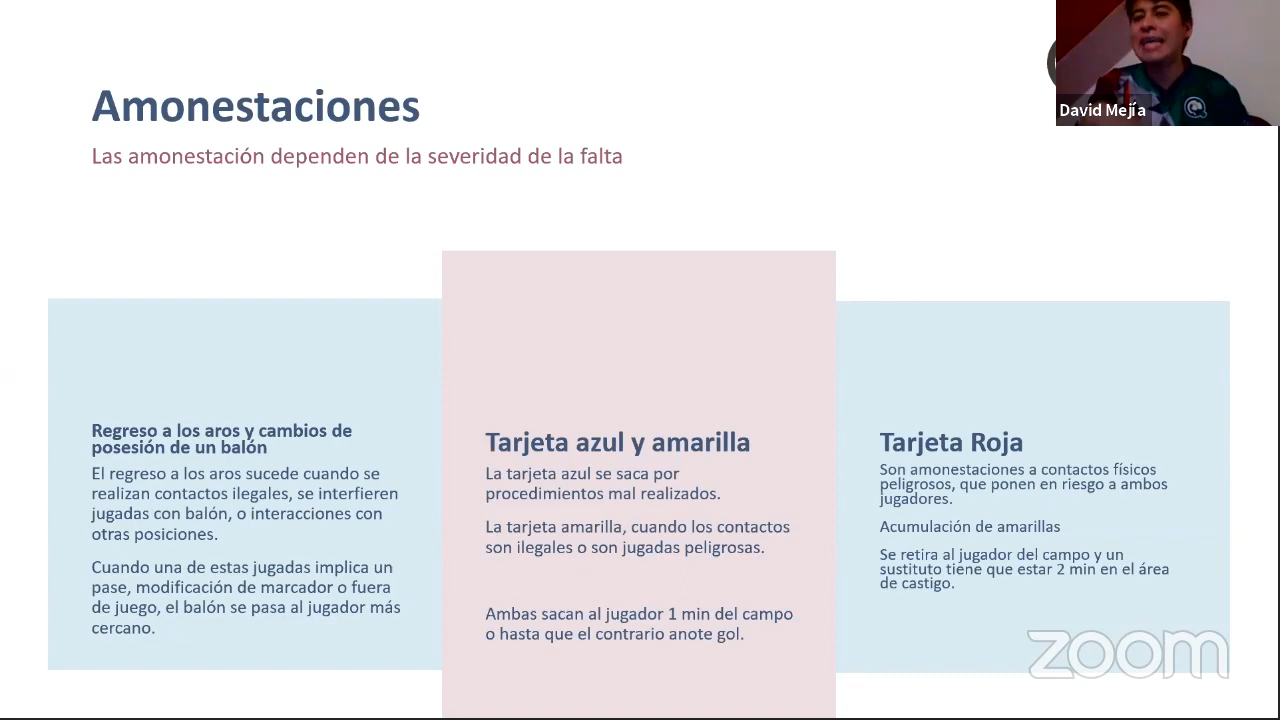 Amonestaciones
Las amonestación dependen de la severidad de la falta
David Mejía
Regreso a los aros y cambios de
posesión de un balón
El regreso a los aros sucede cuando se
realizan contactos ilegales, se interfieren
jugadas con balón, o interacciones con
otras posiciones.
Cuando una de estas jugadas implica un
pase, modificación de marcador o fuera
de juego, el balón se pasa al jugador más
cercano.
Tarjeta azul y amarilla
La tarjeta azul se saca por
procedimientos mal realizados.
La tarjeta amarilla, cuando los contactos
son ilegales o son jugadas peligrosas.
Ambas sacan al jugador 1 min del campo
o hasta que el contrario anote gol.
Tarjeta Roja
Son amonestaciones a contactos físicos
peligrosos, que ponen en riesgo a ambos
jugadores.
Acumulación de amarillas
Se retira al jugador del campo y un
sustituto tiene que estar 2 min en el área
de castigo.
zoom